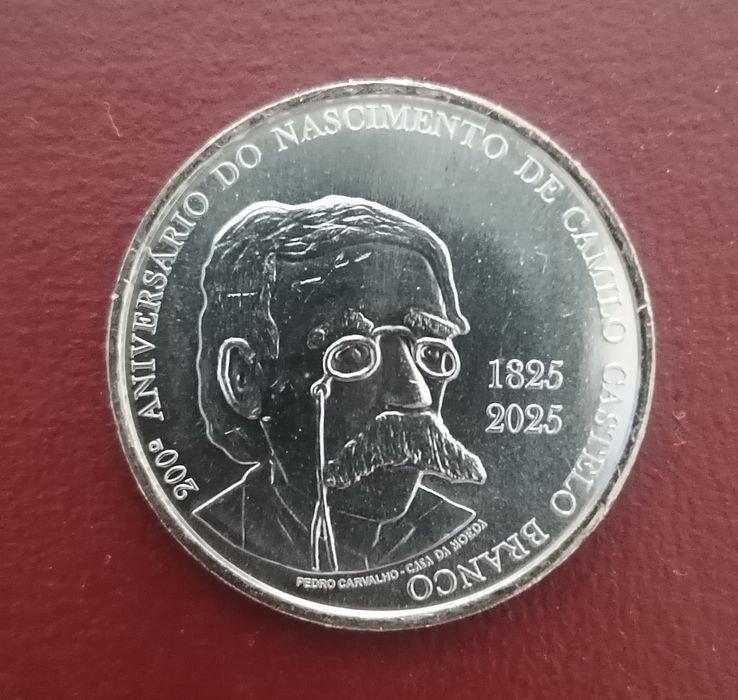 200º ANIVERSÁRIO DO NASCIMENTO DE CAMILO CASTELO BRANCO
1825
2025
PEDRO CARVALHO - CASA DA MOEDA